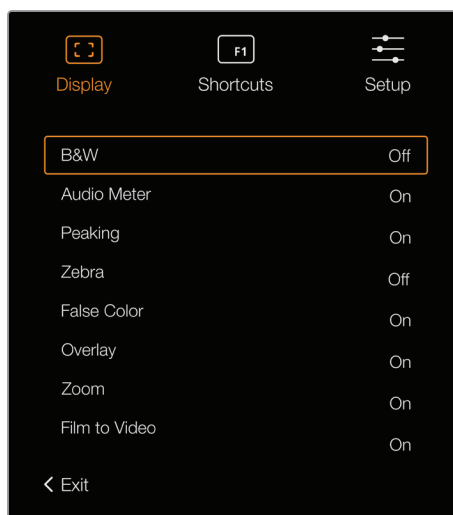 F1
Display Shortcuts Setup
B&W Off
Audio Meter On
Peaking On
Zebra Off
False Color On
Overlay On
Zoom On
Film to Video On
Exit